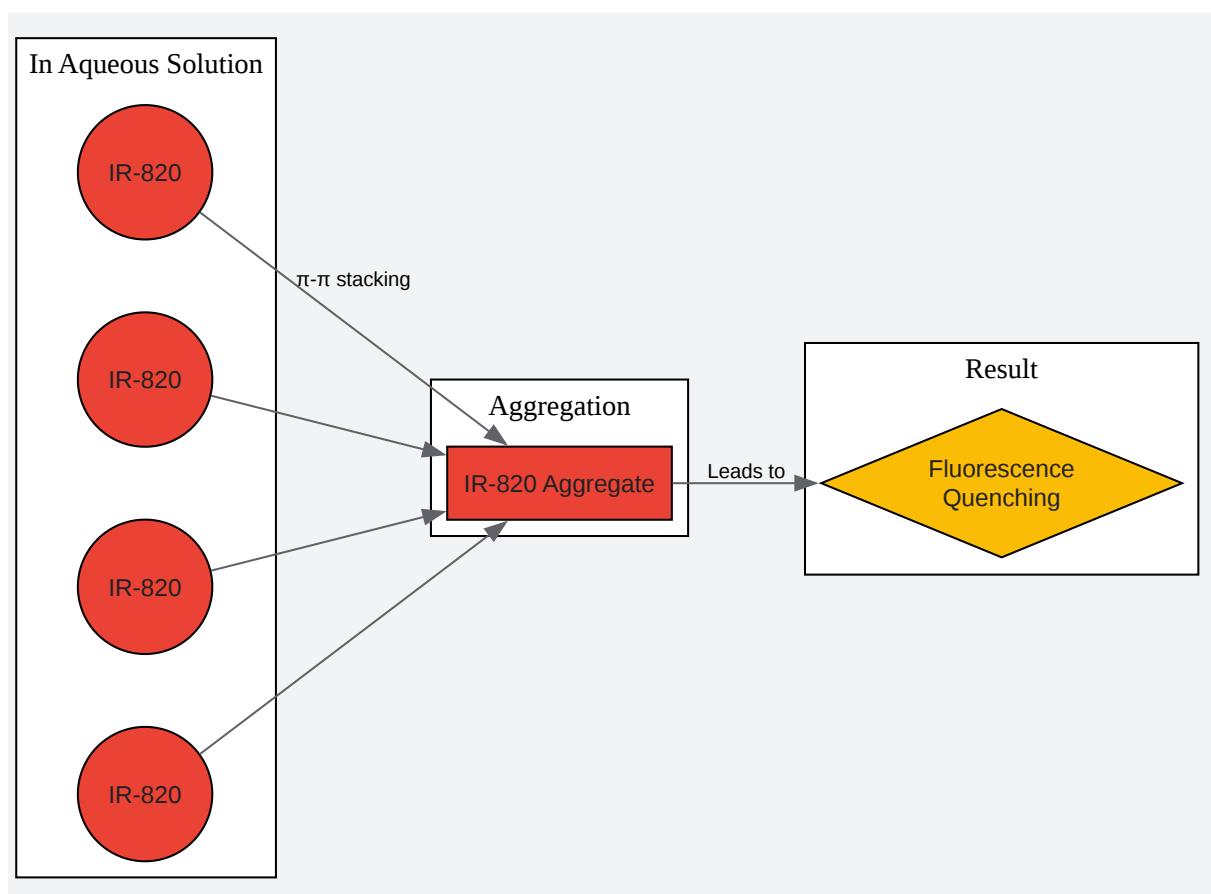 In Aqueous Solution
IR-820
π-π stacking
IR-820
IR-820
IR-820
Aggregation
IR-820 Aggregate
Leads to
Result
Fluorescence
Quenching